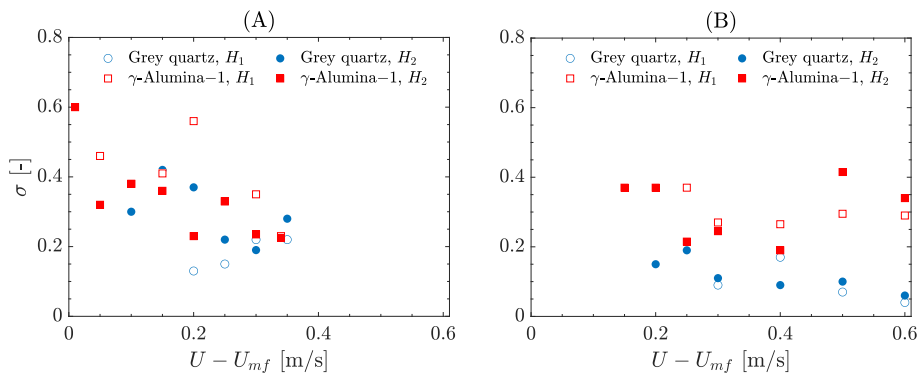 (A)
0.8
Grey quartz, H₁
Grey quartz, H₂
γ-Alumina−1, H₁
γ-Alumina−1, H₂
0.6
0.4
0.2
0
σ [-]
0
0.2
0.4
0.6
U − Uₘf [m/s]
(B)
0.8
Grey quartz, H₁
Grey quartz, H₂
γ-Alumina−1, H₁
γ-Alumina−1, H₂
0.6
0.4
0.2
0
0
0.2
0.4
0.6
U − Uₘf [m/s]